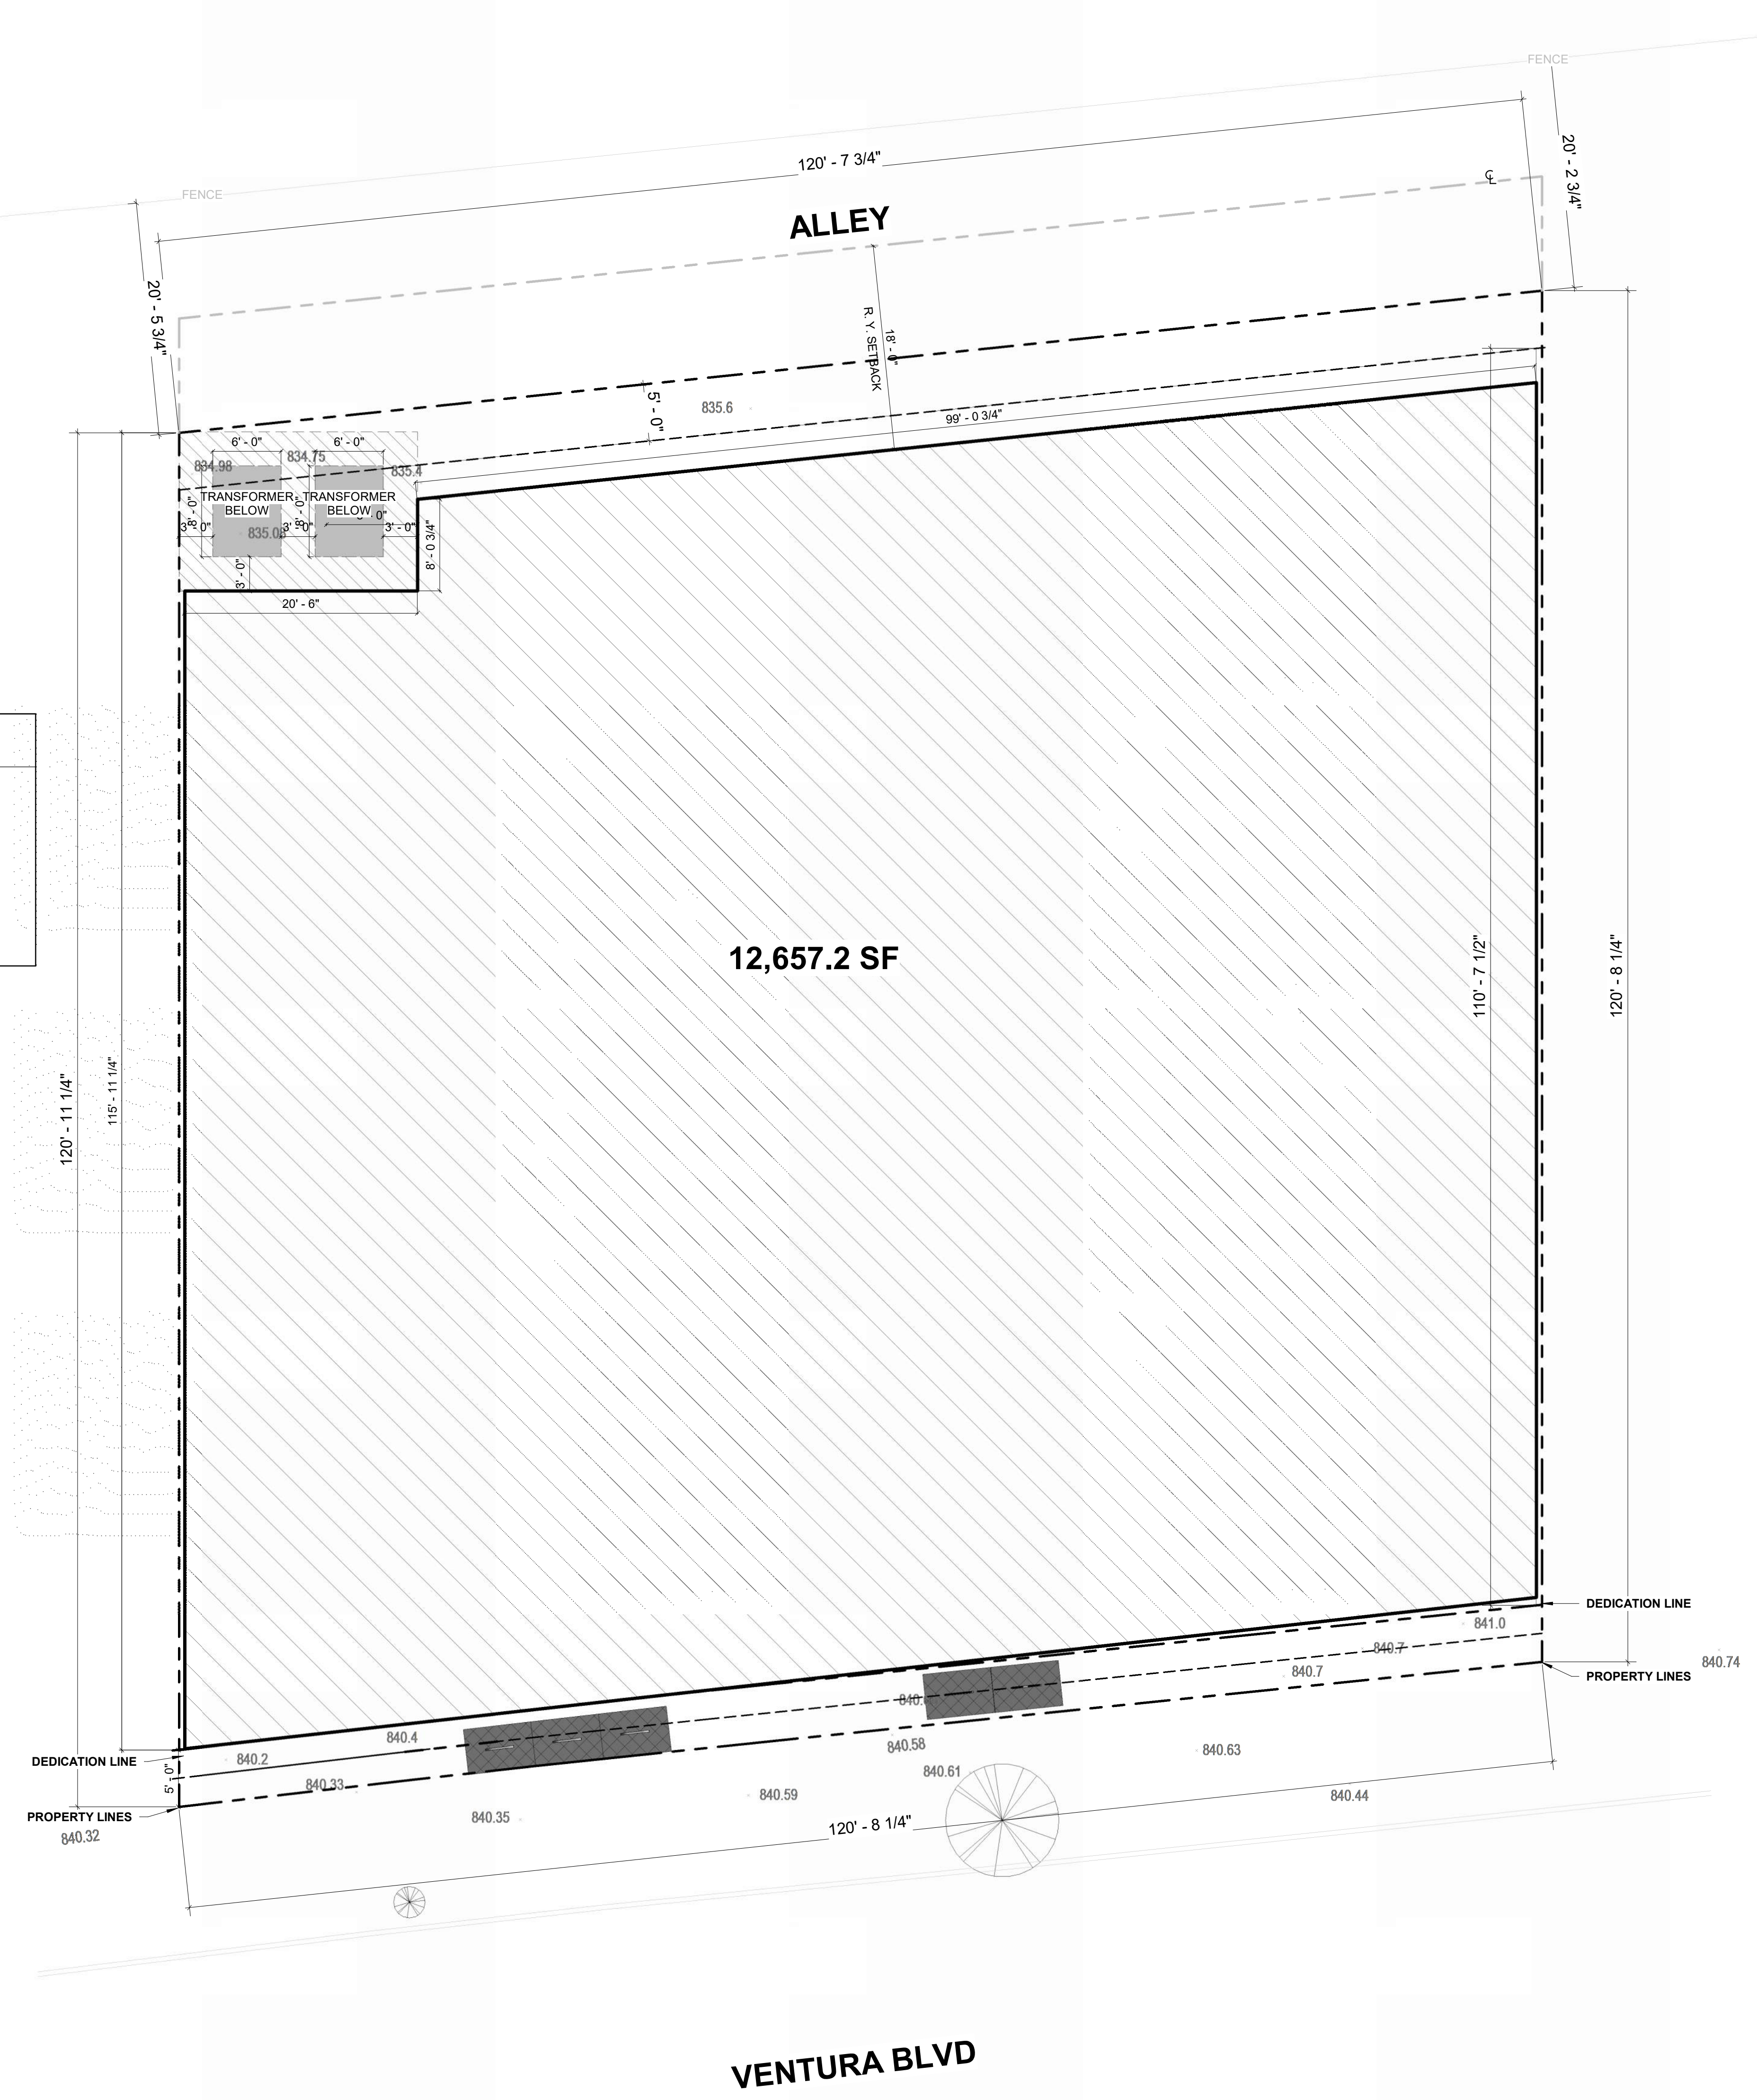 FENCE
120' - 7 3/4"
20' - 2 3/4"
℄
FENCE
ALLEY
20' - 5 3/4"
18' - 0"
R. Y. SETBACK
5' - 0"
835.6
99' - 0 3/4"
6' - 0"
6' - 0"
834.98
834.75
835.4
TRANSFORMER
BELOW
TRANSFORMER
BELOW
8' - 0"
8' - 0"
3' - 0"
835.08
3' - 0"
3' - 0"
8' - 0 3/4"
3' - 0"
20' - 6"
12,657.2 SF
110' - 7 1/2"
120' - 8 1/4"
120' - 11 1/4"
115' - 11 1/4"
DEDICATION LINE
841.0
840.7
840.7
PROPERTY LINES
840.74
840.4
DEDICATION LINE
840.2
5' - 0"
840.33
840.58
840.63
840.61
PROPERTY LINES
840.32
840.35
840.59
840.44
120' - 8 1/4"
VENTURA BLVD